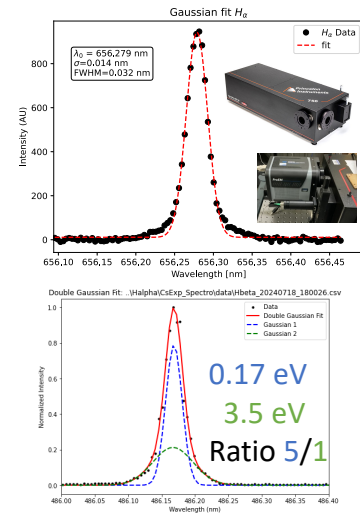 Gaussian fit Hα
λ0 = 656.279 nm
σ=0.014 nm
FWHM=0.032 nm
Hα Data
fit
Intensity (AU)
800
600
400
200
0
656,10
656,15
656,20
656,25
656,30
656,35
656,40
656,45
Wavelength [nm]
Double Gaussian Fit: ..\Halpha\CsExp_Spectro\data\Hbeta_20240718_180026.csv
Data
Double Gaussian Fit
Gaussian 1
Gaussian 2
0.17 eV
3.5 eV
Ratio 5/1
Normalized Intensity
1.0
0.8
0.6
0.4
0.2
0.0
486.00
486.05
486.10
486.15
486.20
486.25
486.30
486.35
486.40
Wavelength (nm)